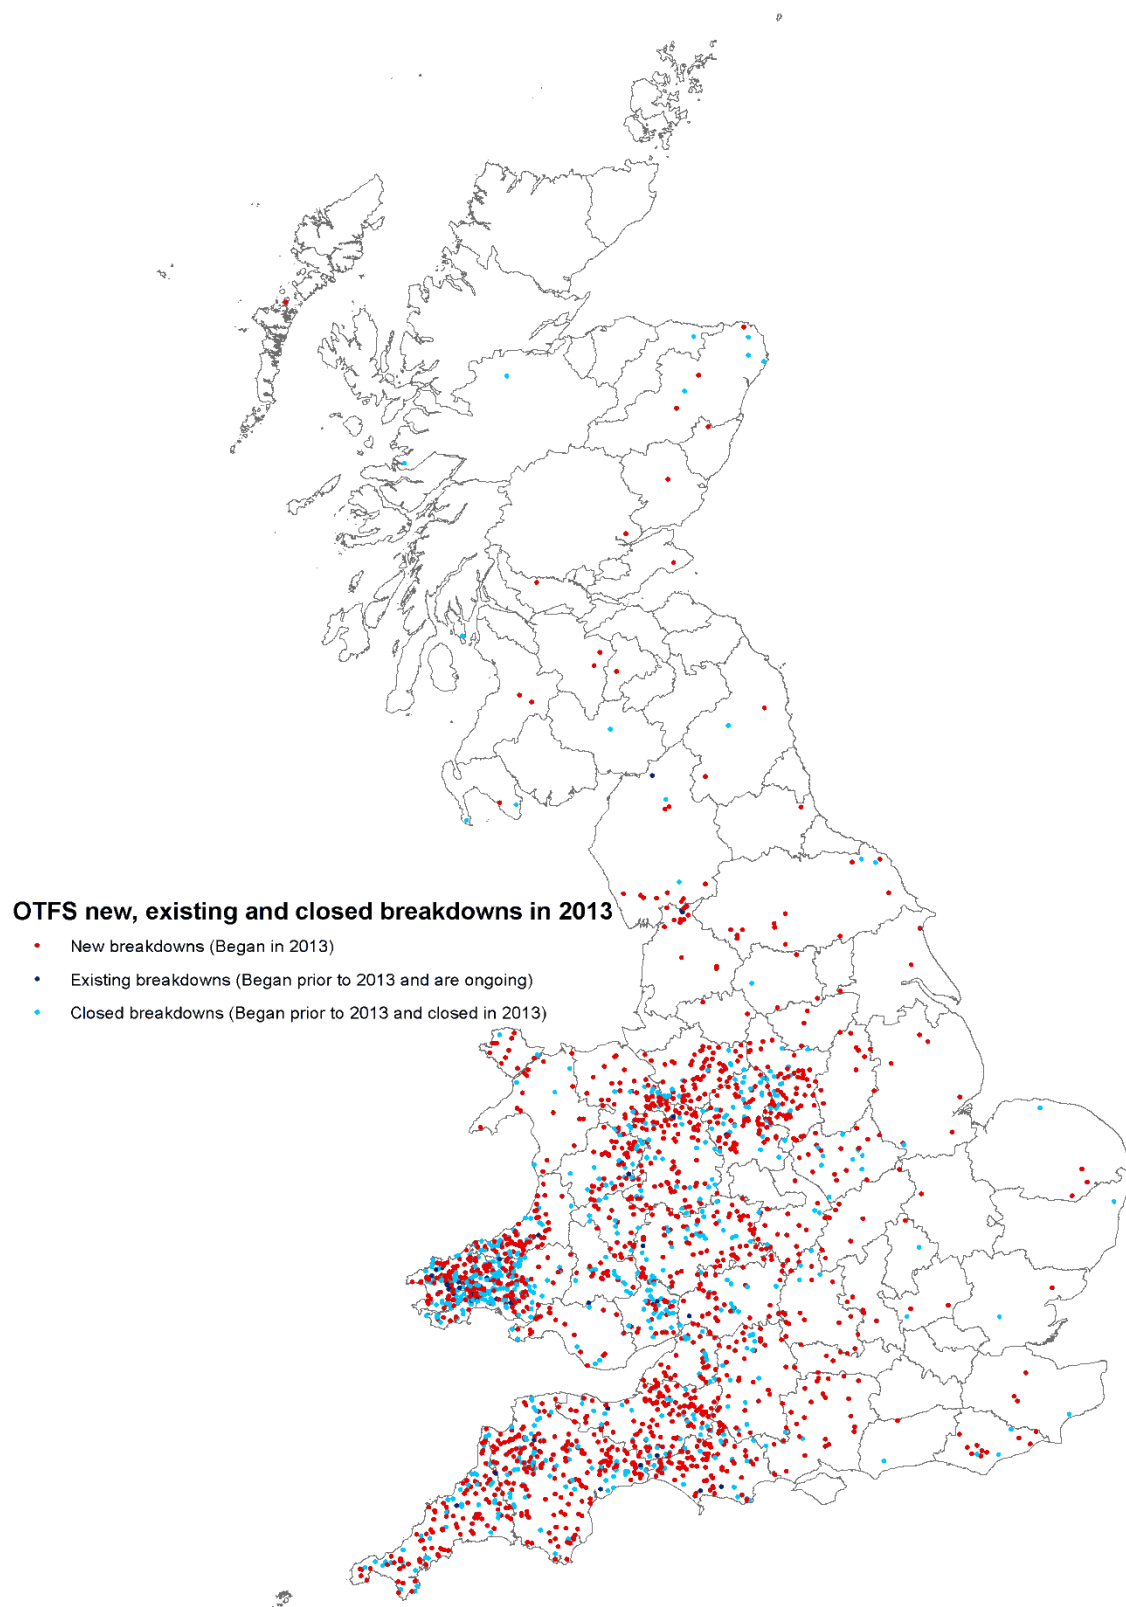 OTFS new, existing and closed breakdowns in 2013
New breakdowns (Began in 2013)
Existing breakdowns (Began prior to 2013 and are ongoing)
Closed breakdowns (Began prior to 2013 and closed in 2013)